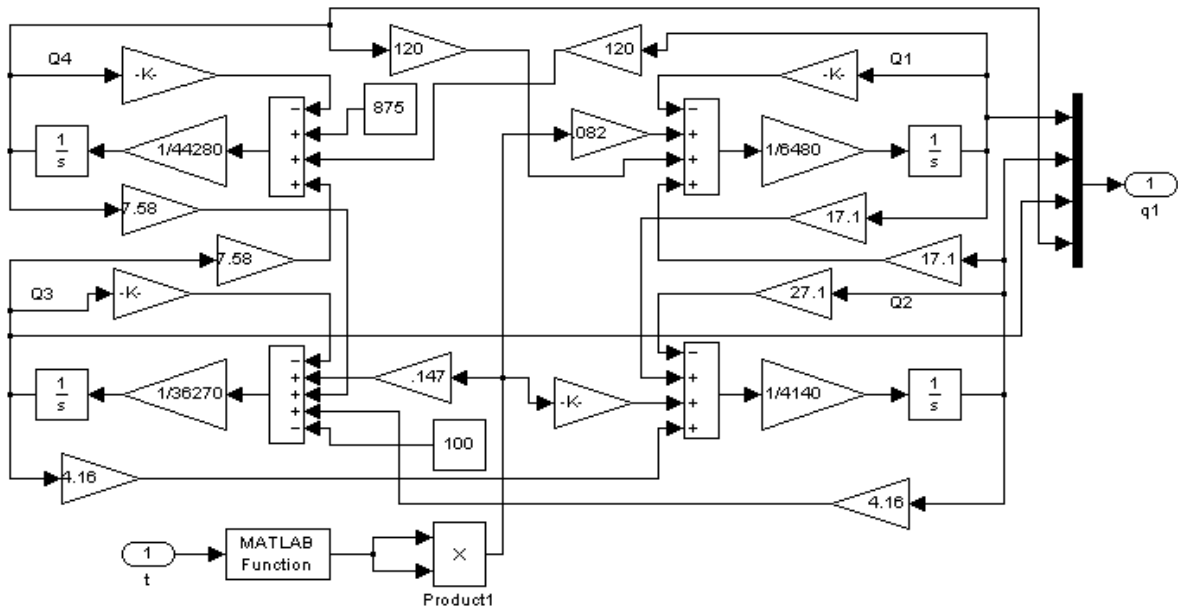 Q4
-K-
120
120
-K-
Q1
875
.082
1
s
1/44280
−
+
+
+
−
+
+
+
1/6480
1
s
1
q1
7.58
17.1
7.58
17.1
Q3
-K-
27.1
Q2
1
s
1/36270
−
+
+
+
−
.147
-K-
−
+
+
+
1/4140
1
s
100
4.16
4.16
1
t
MATLAB
Function
×
Product1